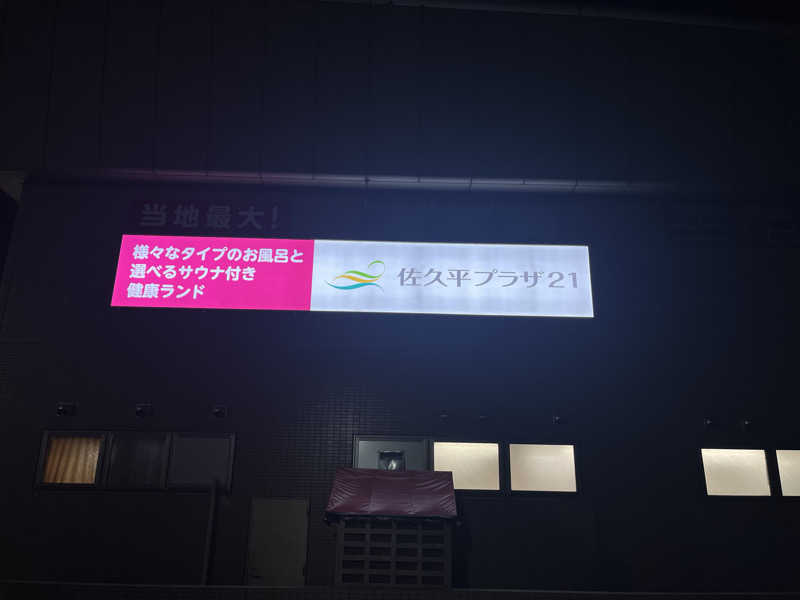 当地最大!
様々なタイプのお風呂と
選べるサウナ付き
健康ランド
佐久平プラザ21